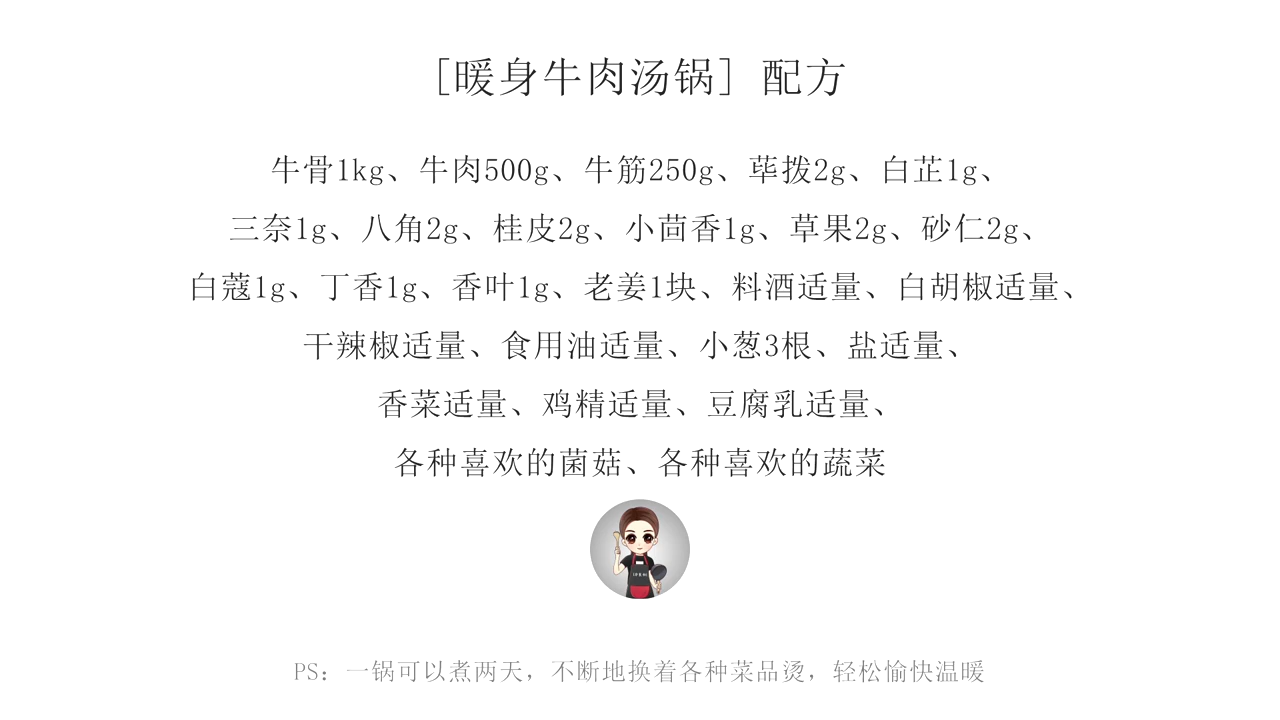 [暖身牛肉汤锅] 配方
牛骨1kg、牛肉500g、牛筋250g、荜拨2g、白芷1g、
三奈1g、八角2g、桂皮2g、小茴香1g、草果2g、砂仁2g、
白蔻1g、丁香1g、香叶1g、老姜1块、料酒适量、白胡椒适量、
干辣椒适量、食用油适量、小葱3根、盐适量、
香菜适量、鸡精适量、豆腐乳适量、
各种喜欢的菌菇、各种喜欢的蔬菜
PS：一锅可以煮两天，不断地换着各种菜品烫，轻松愉快温暖